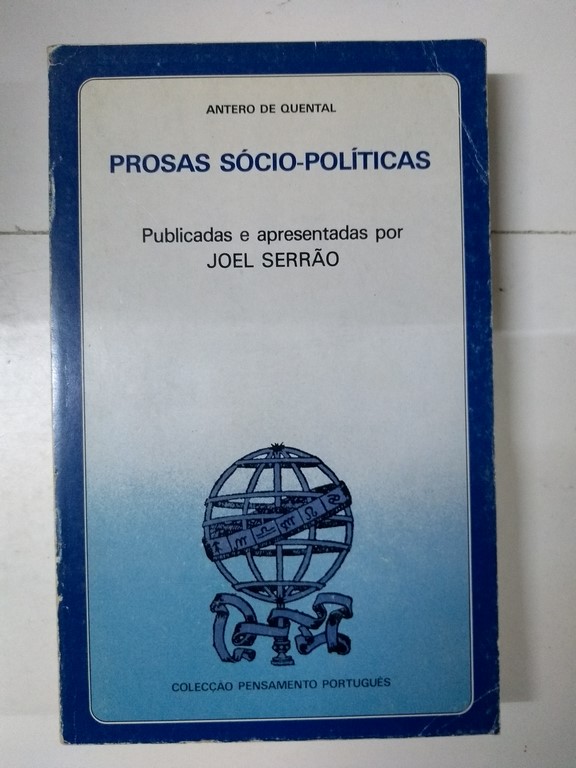 ANTERO DE QUENTAL
PROSAS SÓCIO-POLÍTICAS
Publicadas e apresentadas por
JOEL SERRÃO
COLECÇÃO PENSAMENTO PORTUGUÊS